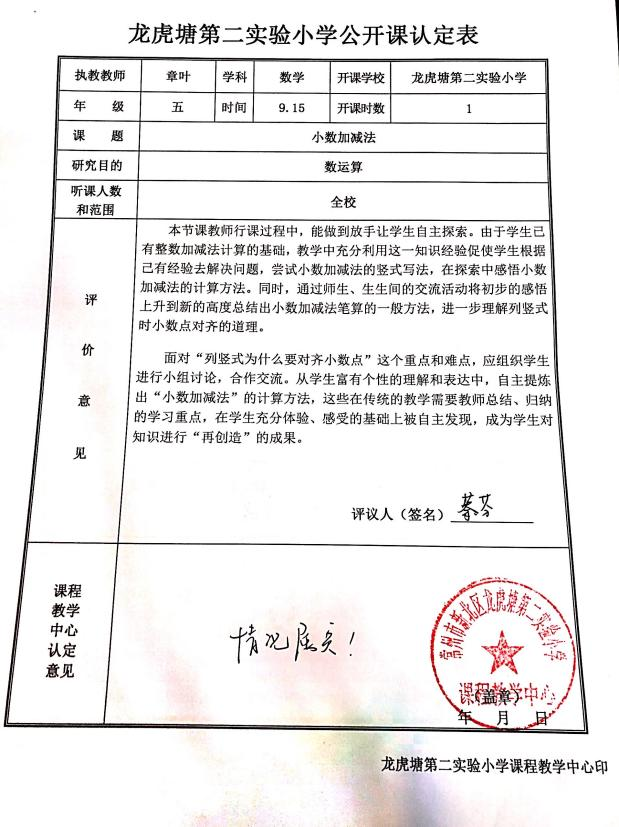 龙虎塘第二实验小学公开课认定表
执教教师 章叶 学科 数学 开课学校 龙虎塘第二实验小学
年 级 五 时间 9.15 开课时数 1
课 题 小数加减法
研究目的 数运算
听课人数
和范围 全校
评价意见
本节课教师行课过程中，能做到放手让学生自主探索。由于学生已
有整数加减法计算的基础，教学中充分利用这一知识经验促使学生根据
已有经验去解决问题，尝试小数加减法的竖式写法，在探索中感悟小数
加减法的计算方法。同时，通过师生、生生间的交流活动将初步的感悟
上升到新的高度总结出小数加减法笔算的一般方法，进一步理解列竖式
时小数点对齐的道理。
面对“列竖式为什么要对齐小数点”这个重点和难点，应组织学生
进行小组讨论，合作交流。从学生富有个性的理解和表达中，自主提炼
出“小数加减法”的计算方法，这些在传统的教学需要教师总结、归纳
的学习重点，在学生充分体验、感受的基础上被自主发现，成为学生对
知识进行“再创造”的成果。
评议人（签名）
课程
教学
中心
认定
意见
情况属实！
常州市新北区龙虎塘第二实验小学
课程教学中心
（盖章）
年 月 日
龙虎塘第二实验小学课程教学中心印